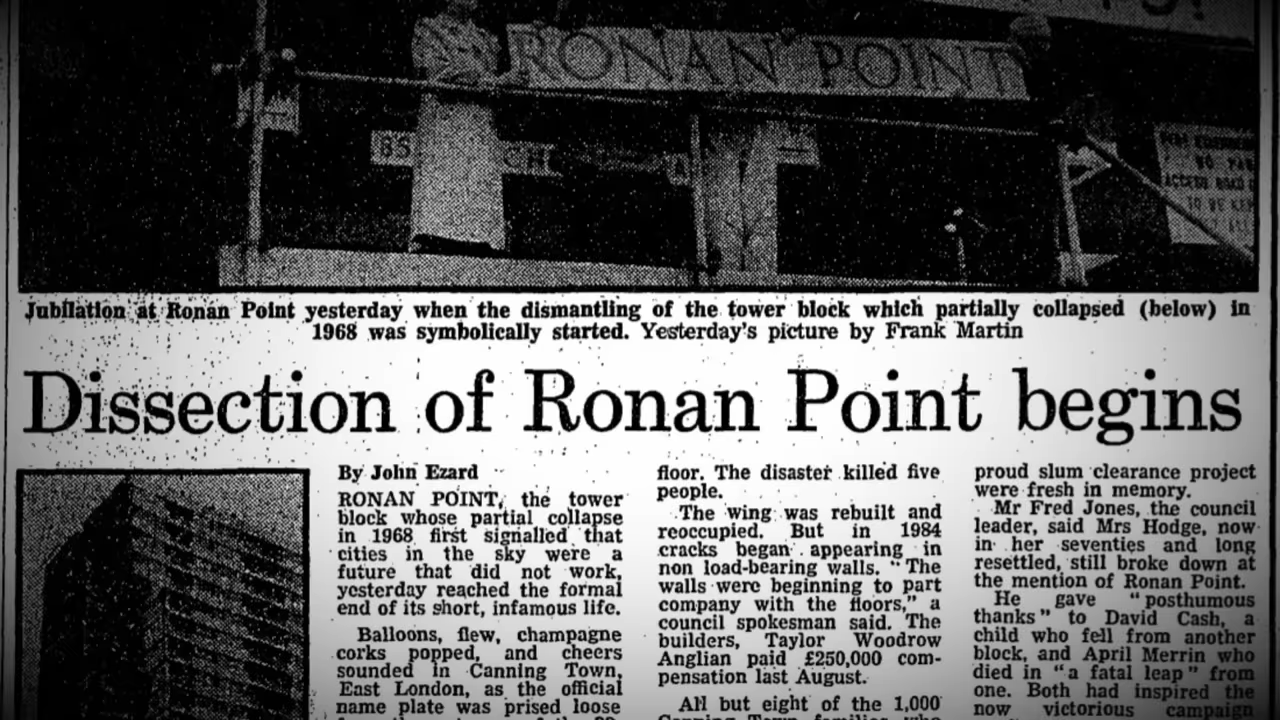 RONAN POINT
BS
CH
Jubilation at Ronan Point yesterday when the dismantling of the tower block which partially collapsed (below) in
1968 was symbolically started. Yesterday's picture by Frank Martin
Dissection of Ronan Point begins
By John Ezard
RONAN POINT, the tower
block whose partial collapse
in 1968 first signalled that
cities in the sky were a
future that did not work,
yesterday reached the formal
end of its short, infamous life.
Balloons, flew, champagne
corks popped, and cheers
sounded in Canning Town,
East London, as the official
name plate was prised loose
floor. The disaster killed five
people.
The wing was rebuilt and
reoccupied. But in 1984
cracks began appearing in
non load-bearing walls. "The
walls were beginning to part
company with the floors," a
council spokesman said. The
builders, Taylor Woodrow
Anglian paid £250,000 com-
pensation last August.
All but eight of the 1,000
Canning Town families who
proud slum clearance project
were fresh in memory.
Mr Fred Jones, the council
leader, said Mrs Hodge, now
in her seventies and long
resettled, still broke down at
the mention of Ronan Point.
He gave "posthumous
thanks" to David Cash, a
child who fell from another
block, and April Merrin who
died in "a fatal leap" from
one. Both had inspired the
now victorious campaign